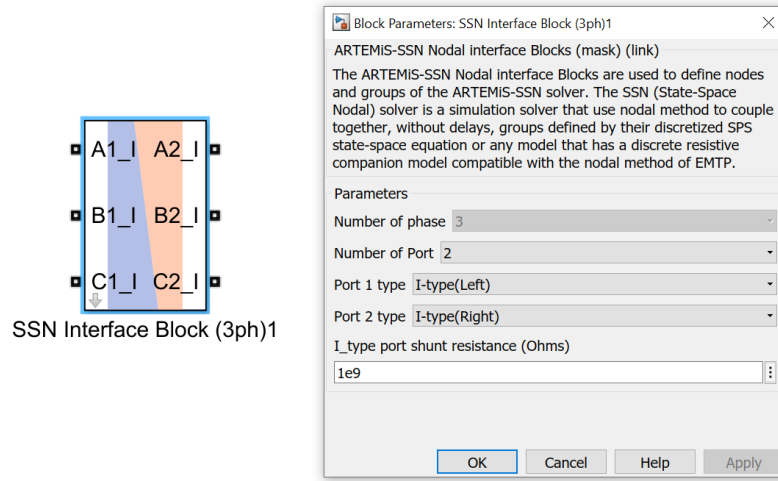 A1_I A2_I
B1_I B2_I
C1_I C2_I
SSN Interface Block (3ph)1
Block Parameters: SSN Interface Block (3ph)1
ARTEMiS-SSN Nodal interface Blocks (mask) (link)
The ARTEMiS-SSN Nodal interface Blocks are used to define nodes
and groups of the ARTEMiS-SSN solver. The SSN (State-Space
Nodal) solver is a simulation solver that use nodal method to couple
together, without delays, groups defined by their discretized SPS
state-space equation or any model that has a discrete resistive
companion model compatible with the nodal method of EMTP.
Parameters
Number of phase 3
Number of Port 2
Port 1 type I-type(Left)
Port 2 type I-type(Right)
I_type port shunt resistance (Ohms)
1e9
OK Cancel Help Apply